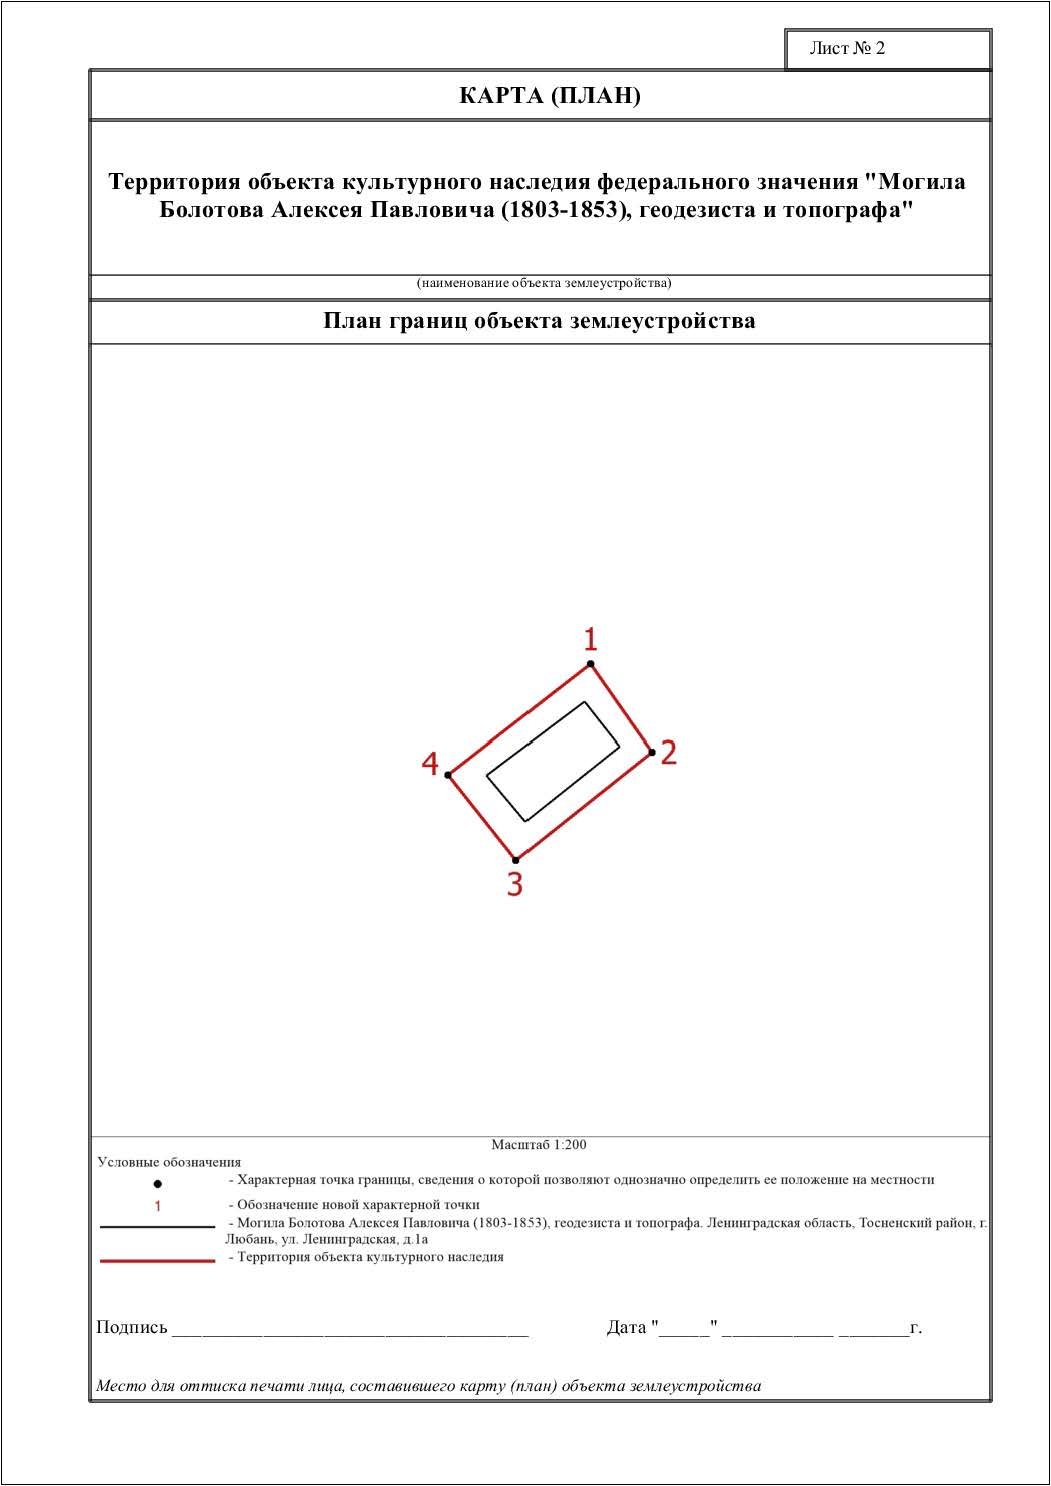 Лист № 2
КАРТА (ПЛАН)
Территория объекта культурного наследия федерального значения "Могила
Болотова Алексея Павловича (1803-1853), геодезиста и топографа"
(наименование объекта землеустройства)
План границ объекта землеустройства
1
2
4
3
Масштаб 1:200
Условные обозначения
- Характерная точка границы, сведения о которой позволяют однозначно определить ее положение на местности
1 - Обозначение новой характерной точки
- Могила Болотова Алексея Павловича (1803-1853), геодезиста и топографа. Ленинградская область, Тосненский район, г.
Любань, ул. Ленинградская, д.1а
- Территория объекта культурного наследия
Подпись ___________________________________ Дата "_____" ___________ _______г.
Место для оттиска печати лица, составившего карту (план) объекта землеустройства